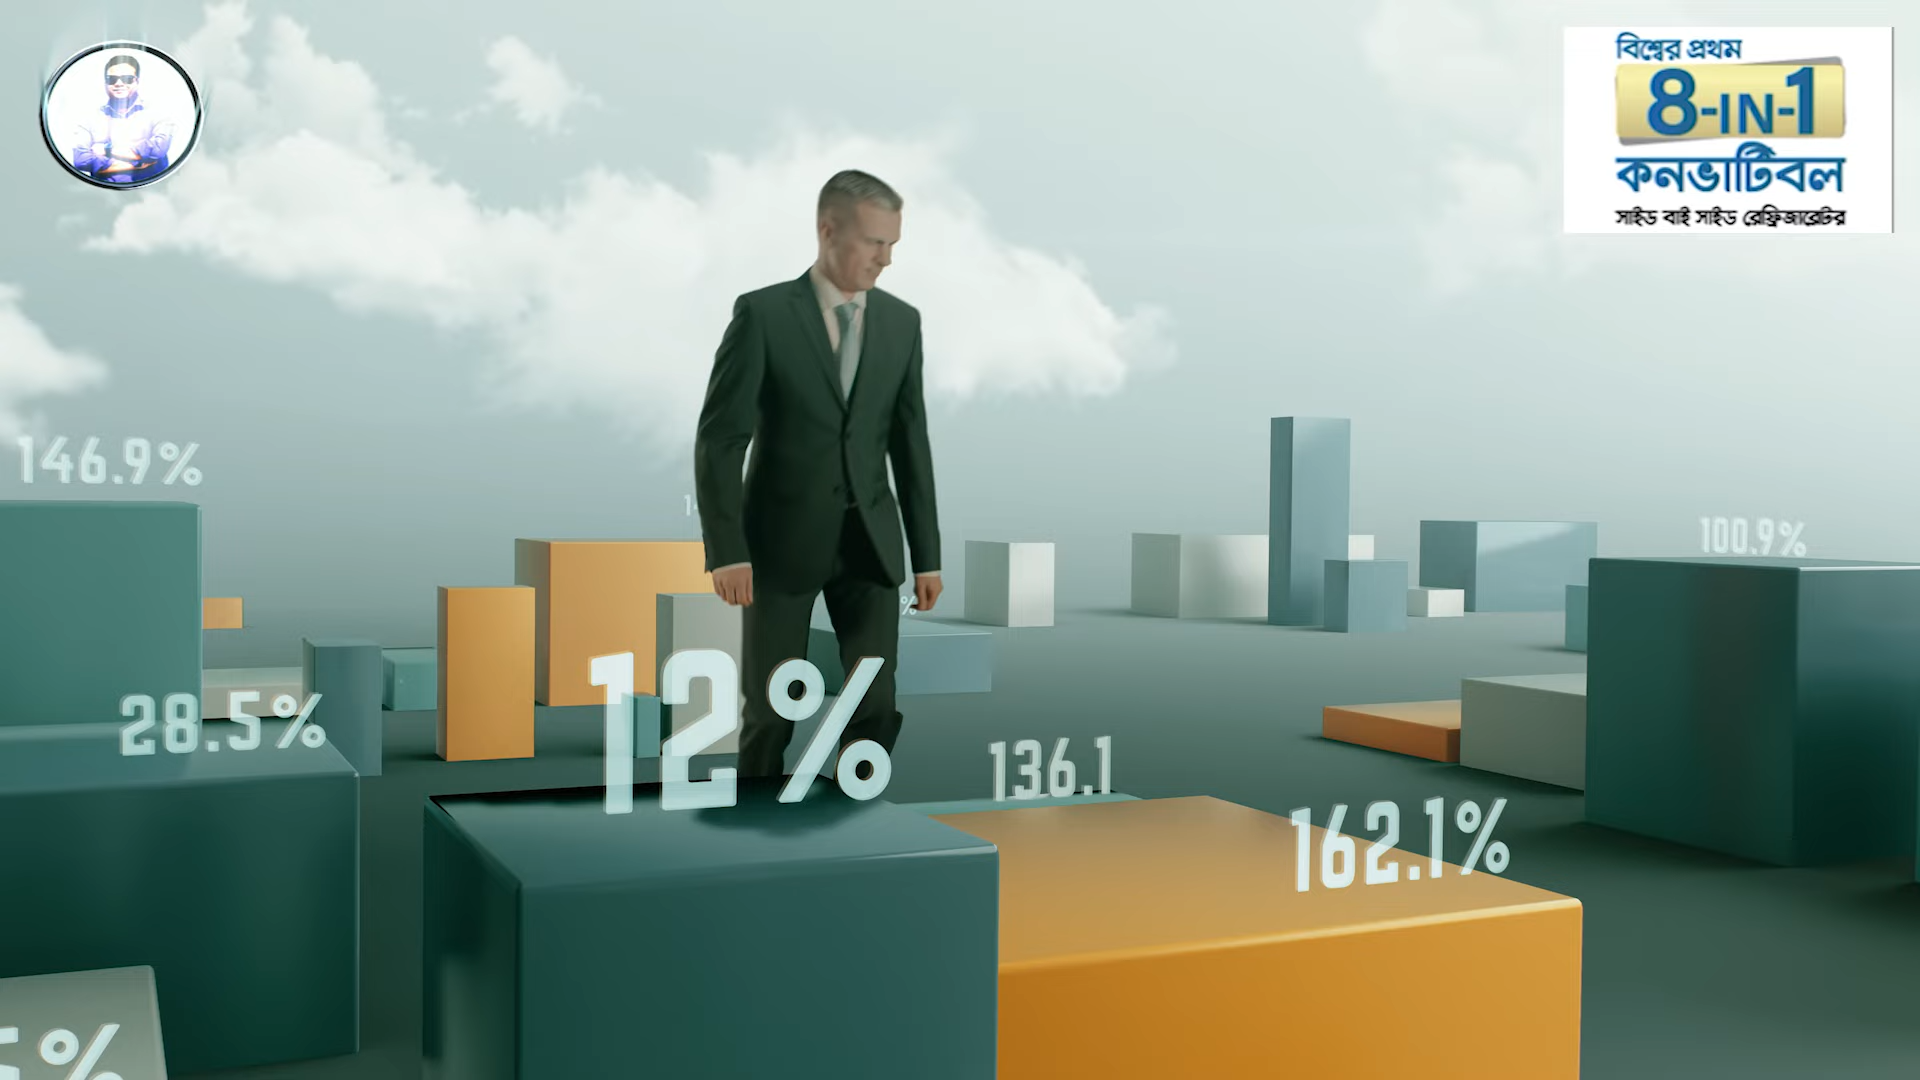 বিশ্বের প্রথম
8-IN-1
কনভার্টিবল
সাইড বাই সাইড রেফ্রিজারেটর
146.9%
100.9%
28.5%
12%
136.1
162.1%